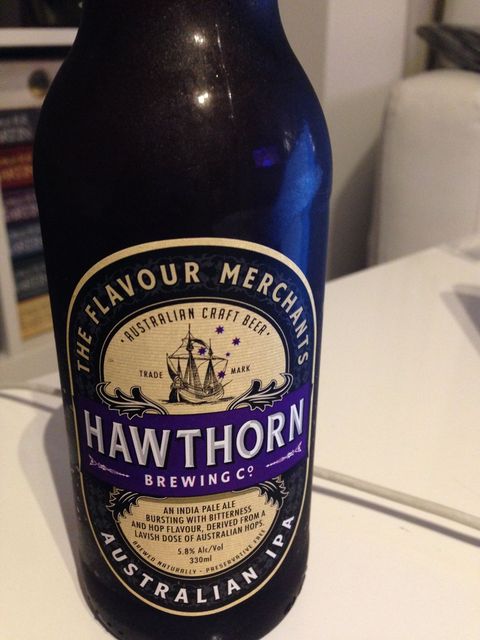 THE FLAVOUR MERCHANTS
• AUSTRALIAN CRAFT BEER •
TRADE MARK
HAWTHORN
BREWING Cº
AN INDIA PALE ALE
BURSTING WITH BITTERNESS
AND HOP FLAVOUR, DERIVED FROM A
LAVISH DOSE OF AUSTRALIAN HOPS.
5.8% Alc/Vol
330ml
BREWED NATURALLY - PRESERVATIVE FREE
AUSTRALIAN IPA